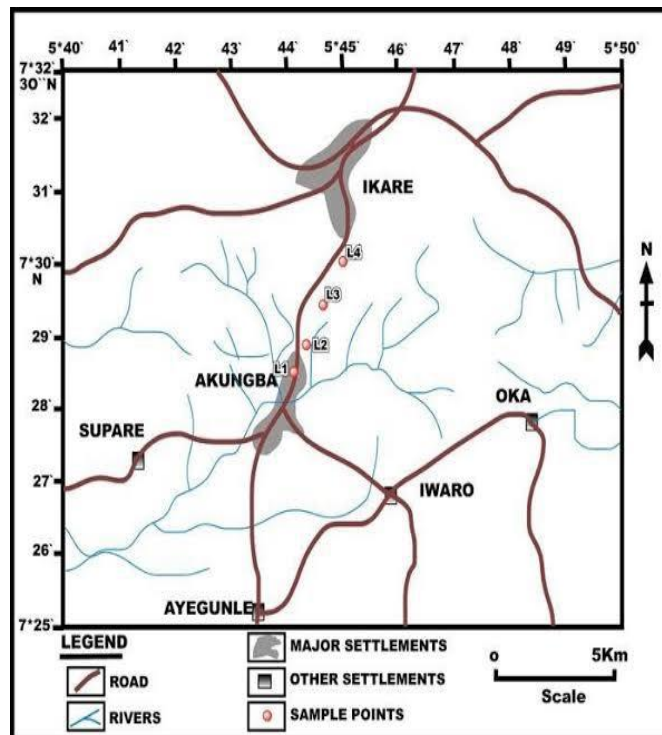 5°40` 41` 42` 43` 44` 5°45` 46` 47` 48` 49` 5°50`
7°32`
30``N
32`
31`
IKARE
7°30`
N
L4
N
L3
29`
L2
L1
AKUNGBA
OKA
28`
SUPARE
27`
IWARO
26`
AYEGUNLE
7°25`
LEGEND
MAJOR SETTLEMENTS
ROAD
OTHER SETTLEMENTS
o 5Km
RIVERS
SAMPLE POINTS
Scale